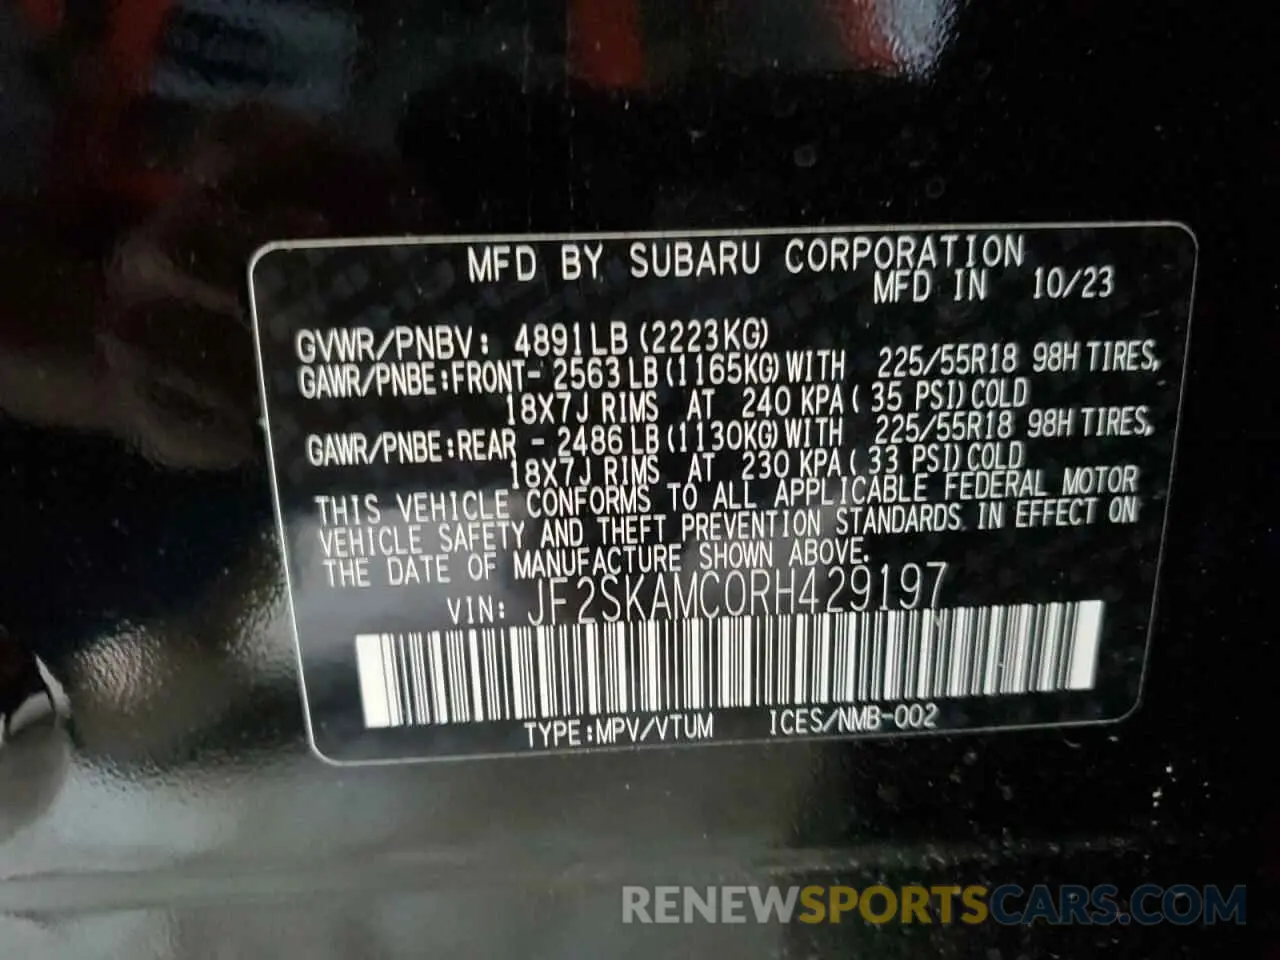 MFD BY SUBARU CORPORATION
MFD IN 10/23
GVWR/PNBV: 4891LB (2223KG)
GAWR/PNBE:FRONT- 2563 LB (1165KG) WITH 225/55R18 98H TIRES,
18X7J RIMS AT 240 KPA ( 35 PSI) COLD
GAWR/PNBE:REAR - 2486 LB (1130KG) WITH 225/55R18 98H TIRES,
18X7J RIMS AT 230 KPA ( 33 PSI) COLD
THIS VEHICLE CONFORMS TO ALL APPLICABLE FEDERAL MOTOR
VEHICLE SAFETY AND THEFT PREVENTION STANDARDS IN EFFECT ON
THE DATE OF MANUFACTURE SHOWN ABOVE.
VIN: JF2SKAMC0RH429197
TYPE:MPV/VTUM ICES/NMB-002
RENEWSPORTSCARS.COM